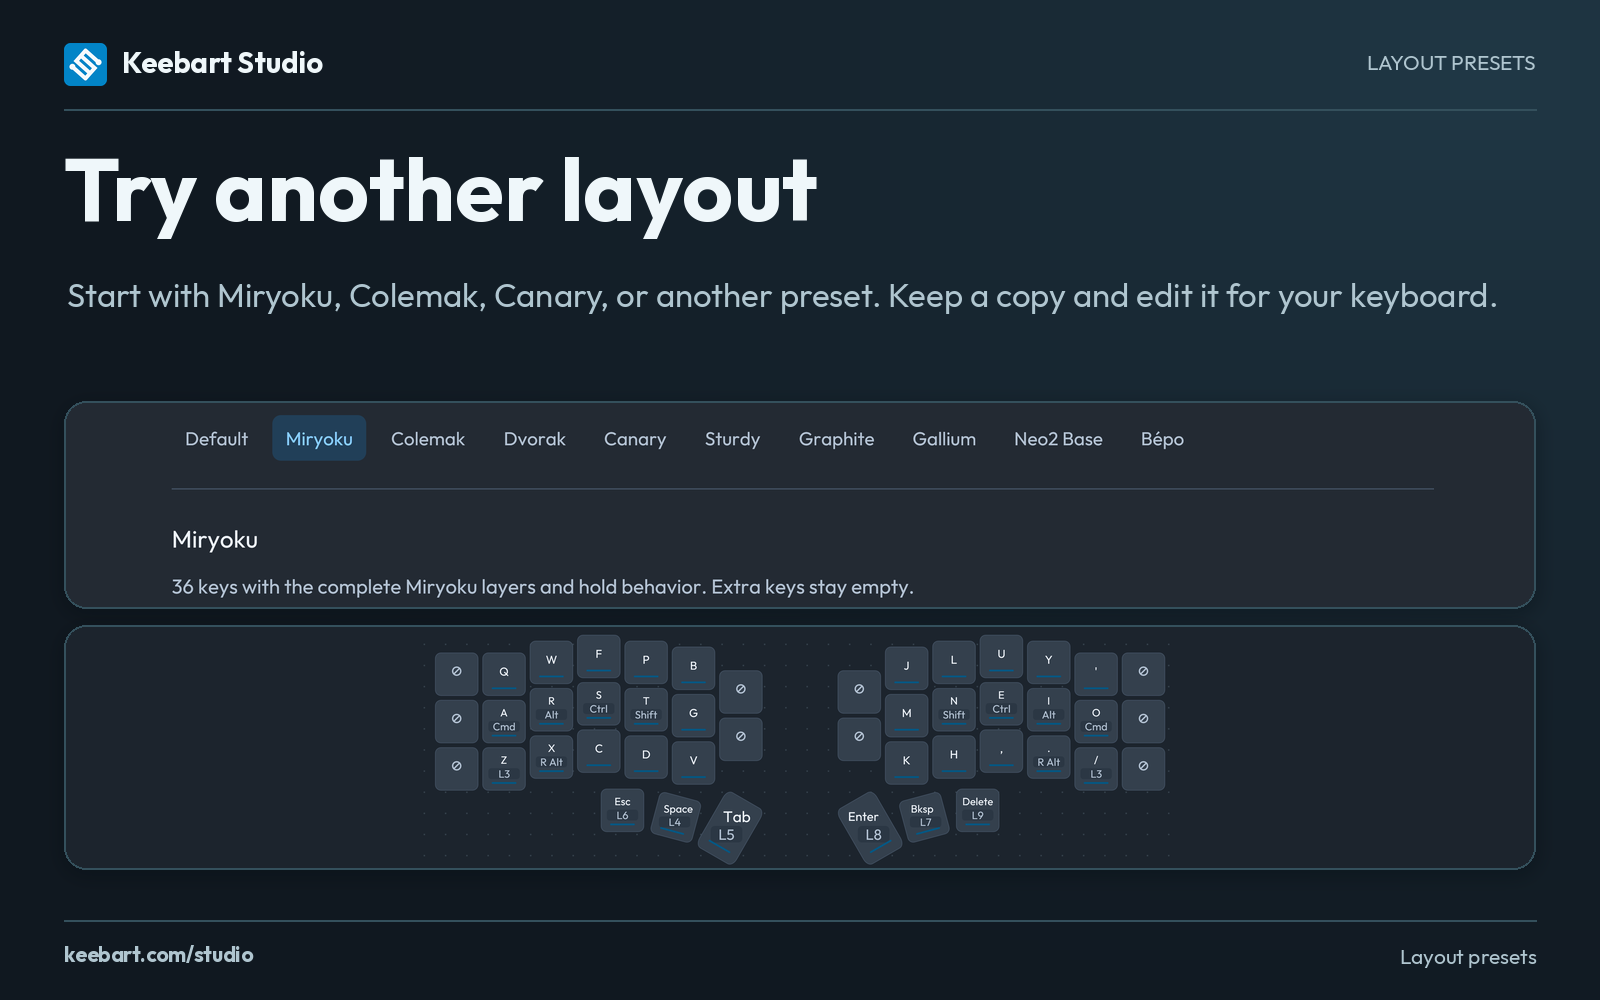 Keebart Studio
LAYOUT PRESETS
Try another layout
Start with Miryoku, Colemak, Canary, or another preset. Keep a copy and edit it for your keyboard.
Default Miryoku Colemak Dvorak Canary Sturdy Graphite Gallium Neo2 Base Bépo
Miryoku
36 keys with the complete Miryoku layers and hold behavior. Extra keys stay empty.
Q W F P B J L U Y '
A R S T G M N E I O
Cmd Alt Ctrl Shift Shift Ctrl Alt Cmd
Z X C D V K H , . /
L3 R Alt R Alt L3
Esc Space Tab Enter Bksp Delete
L6 L4 L5 L8 L7 L9
keebart.com/studio
Layout presets